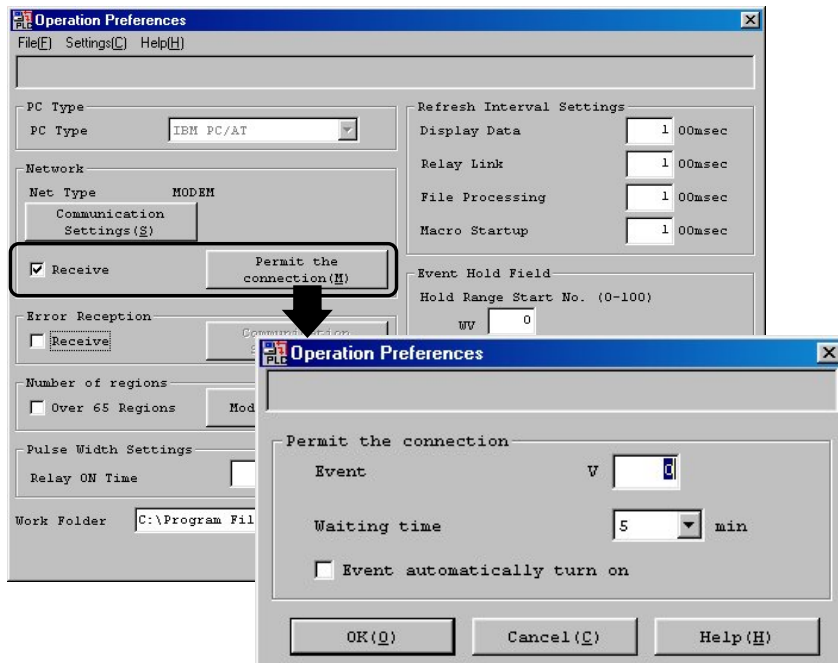 Operation Preferences
File(F) Settings(C) Help(H)
PC Type
PC Type IBM PC/AT
Network
Net Type MODEM
Communication
Settings(S)
Receive
Permit the
connection(M)
Error Reception
Receive
Number of regions
Over 65 Regions Mod
Pulse Width Settings
Relay ON Time
Work Folder C:\Program Fil
Refresh Interval Settings
Display Data 1 00msec
Relay Link 1 00msec
File Processing 1 00msec
Macro Startup 1 00msec
Event Hold Field
Hold Range Start No. (0-100)
WV 0
PLC Operation Preferences
Permit the connection
Event V 0
Waiting time 5 min
Event automatically turn on
OK(O) Cancel(C) Help(H)